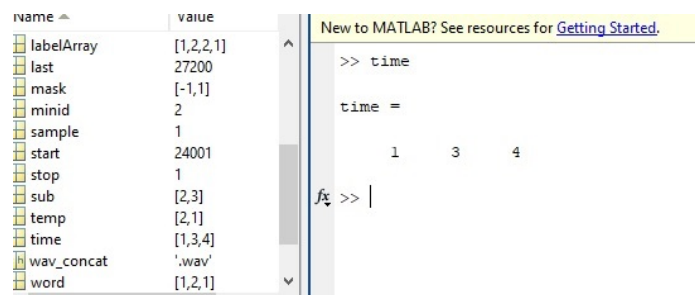 Name Value
labelArray [1,2,2,1]
last 27200
mask [-1,1]
minid 2
sample 1
start 24001
stop 1
sub [2,3]
temp [2,1]
time [1,3,4]
wav_concat '.wav'
word [1,2,1]
New to MATLAB? See resources for Getting Started.
>> time
time =
1 3 4
fx >>